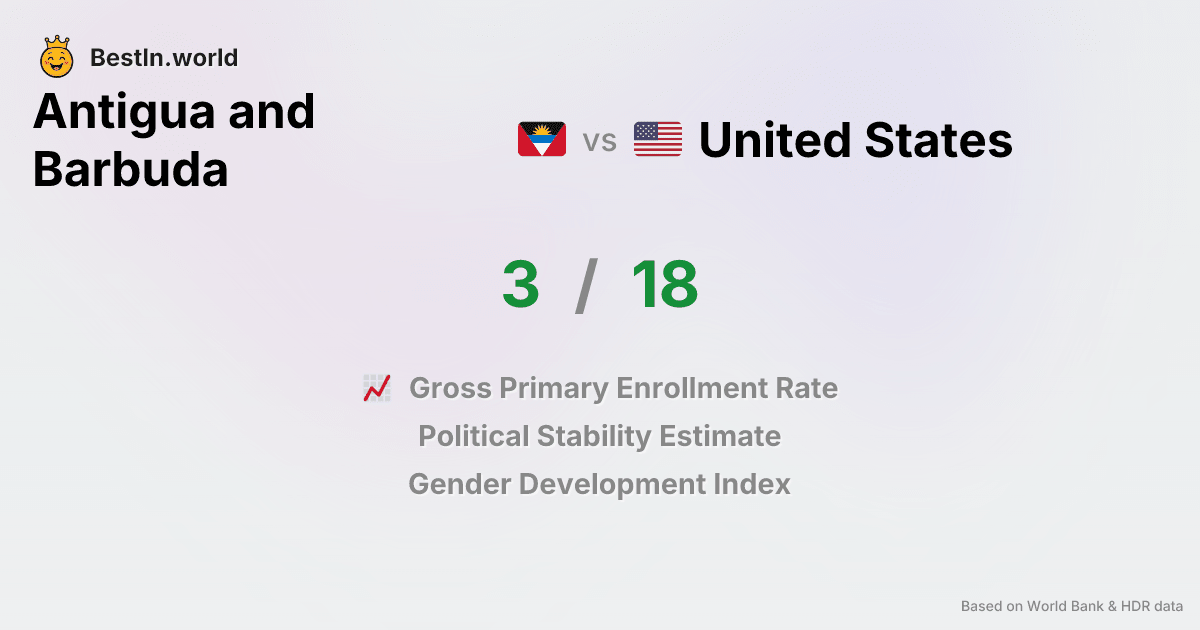 BestIn.world
Antigua and
Barbuda
vs
United States
3 / 18
Gross Primary Enrollment Rate
Political Stability Estimate
Gender Development Index
Based on World Bank & HDR data